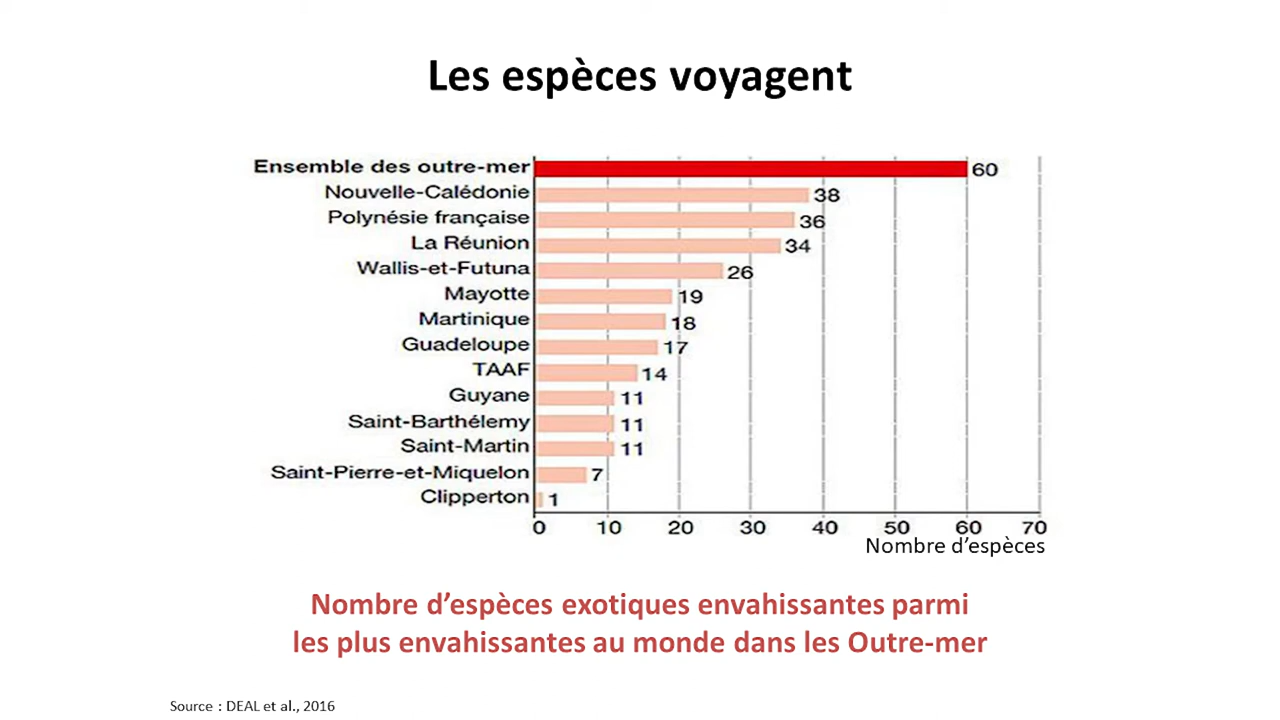 Les espèces voyagent
Ensemble des outre-mer 60
Nouvelle-Calédonie 38
Polynésie française 36
La Réunion 34
Wallis-et-Futuna 26
Mayotte 19
Martinique 18
Guadeloupe 17
TAAF 14
Guyane 11
Saint-Barthélemy 11
Saint-Martin 11
Saint-Pierre-et-Miquelon 7
Clipperton 1
0 10 20 30 40 50 60 70
Nombre d’espèces
Nombre d’espèces exotiques envahissantes parmi
les plus envahissantes au monde dans les Outre-mer
Source : DEAL et al., 2016